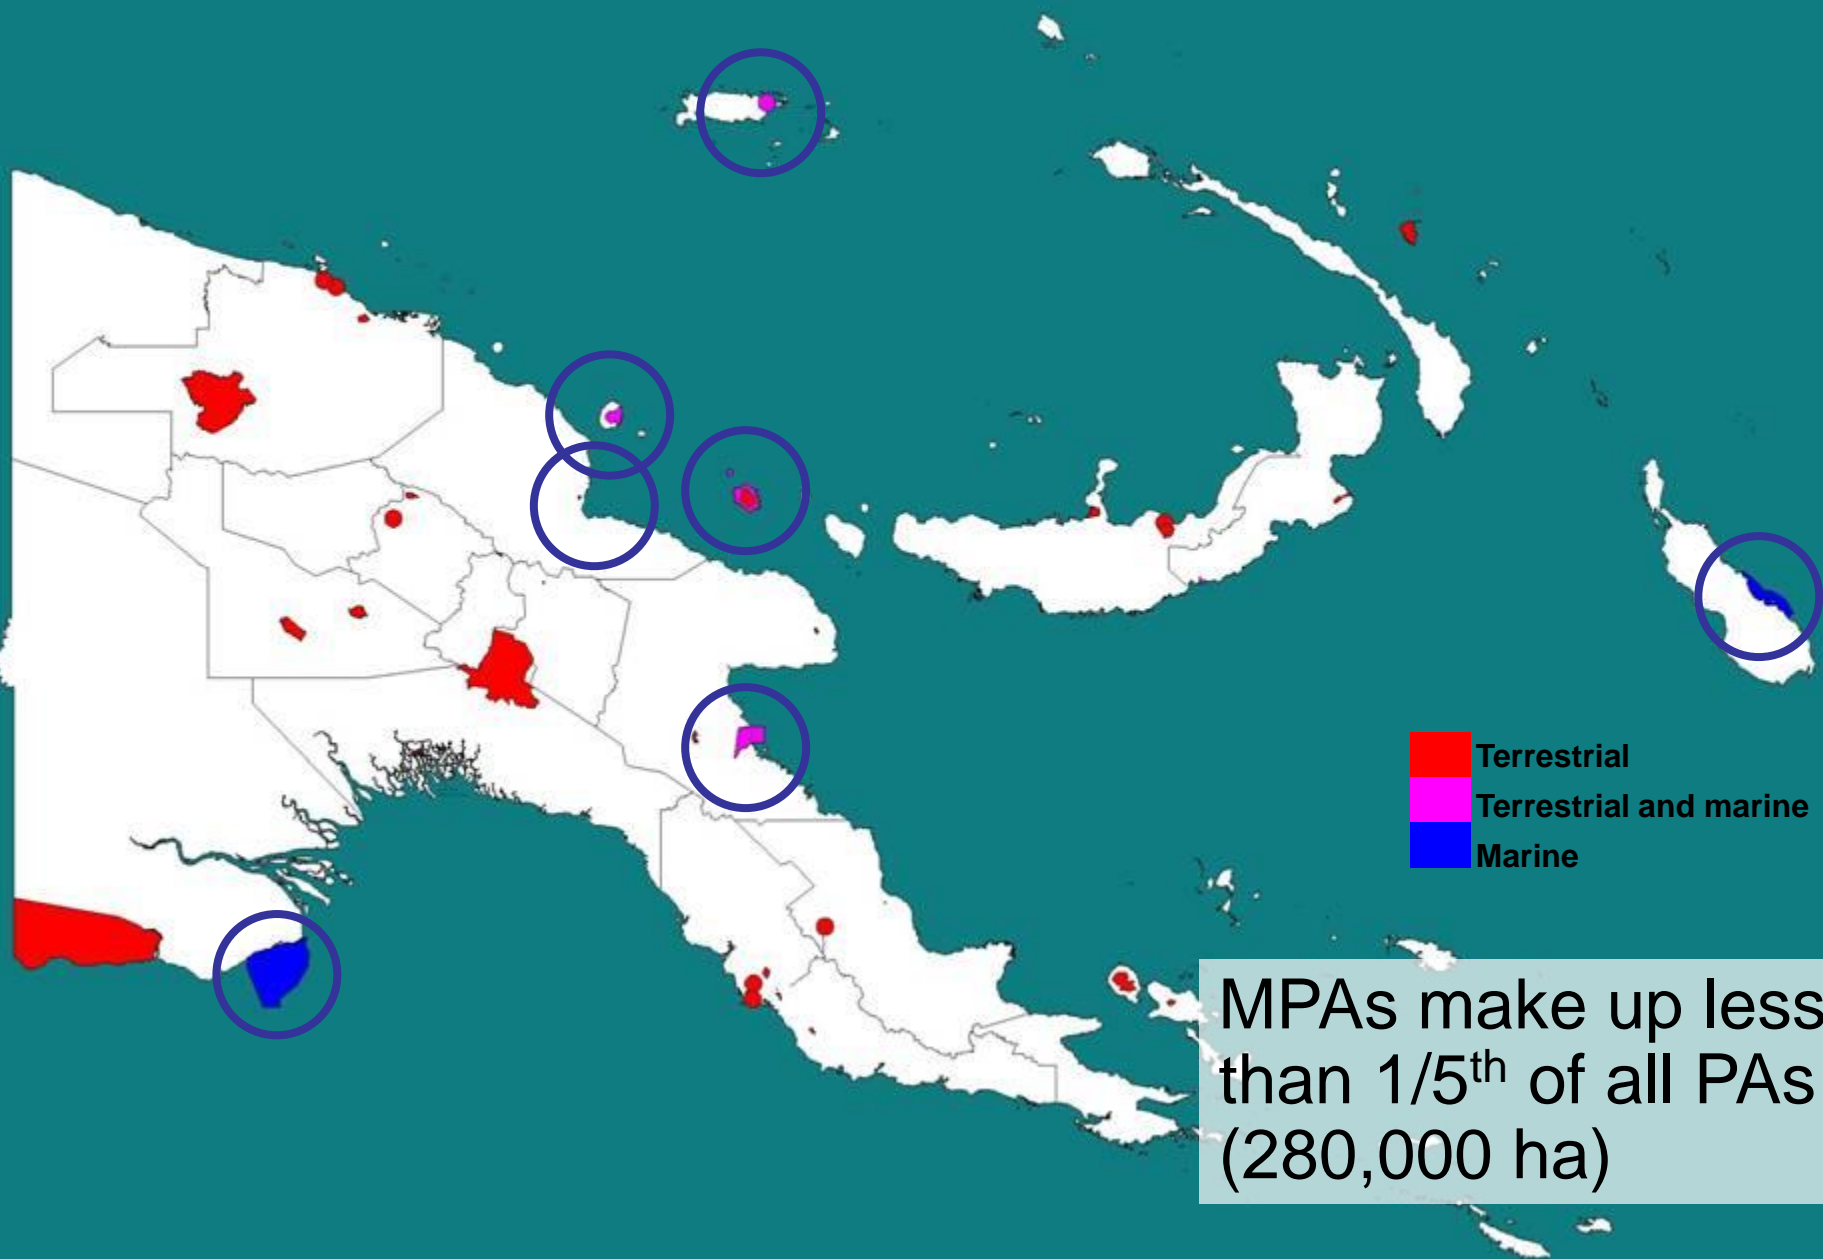 Terrestrial
Terrestrial and marine
Marine
MPAs make up less
than 1/5th of all PAs
(280,000 ha)